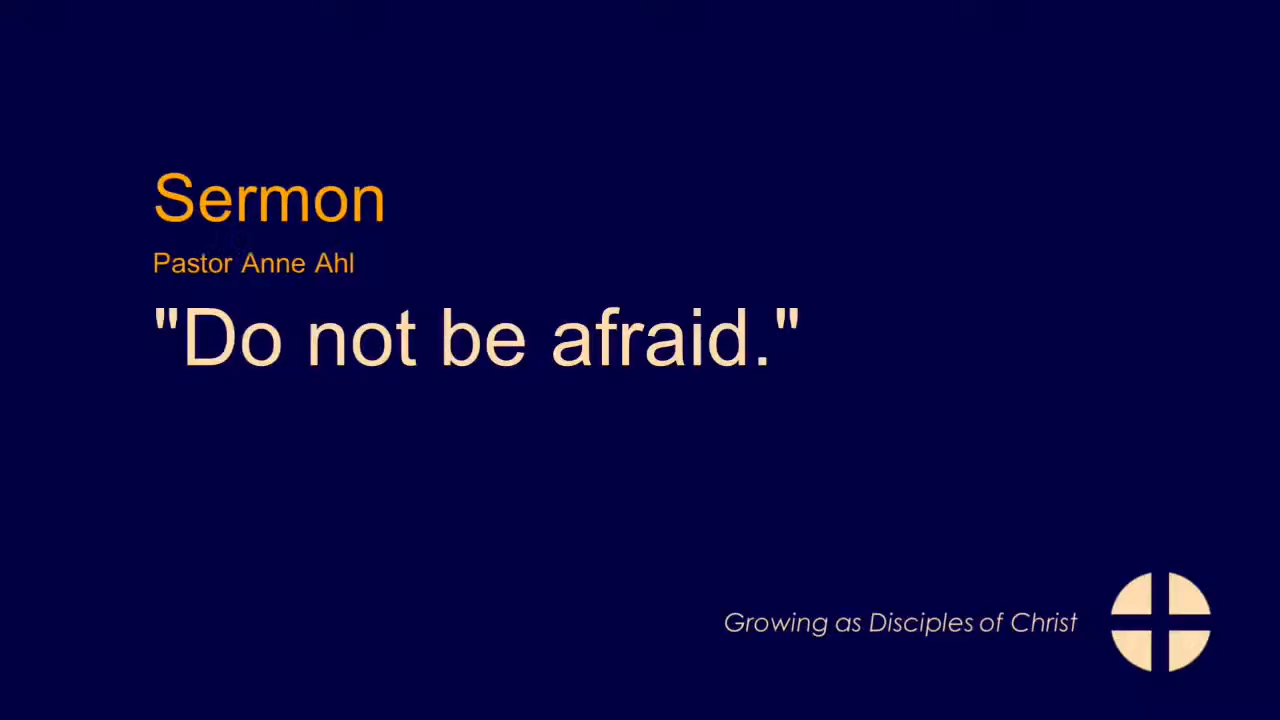 Sermon
Pastor Anne Ahl
"Do not be afraid."
Growing as Disciples of Christ